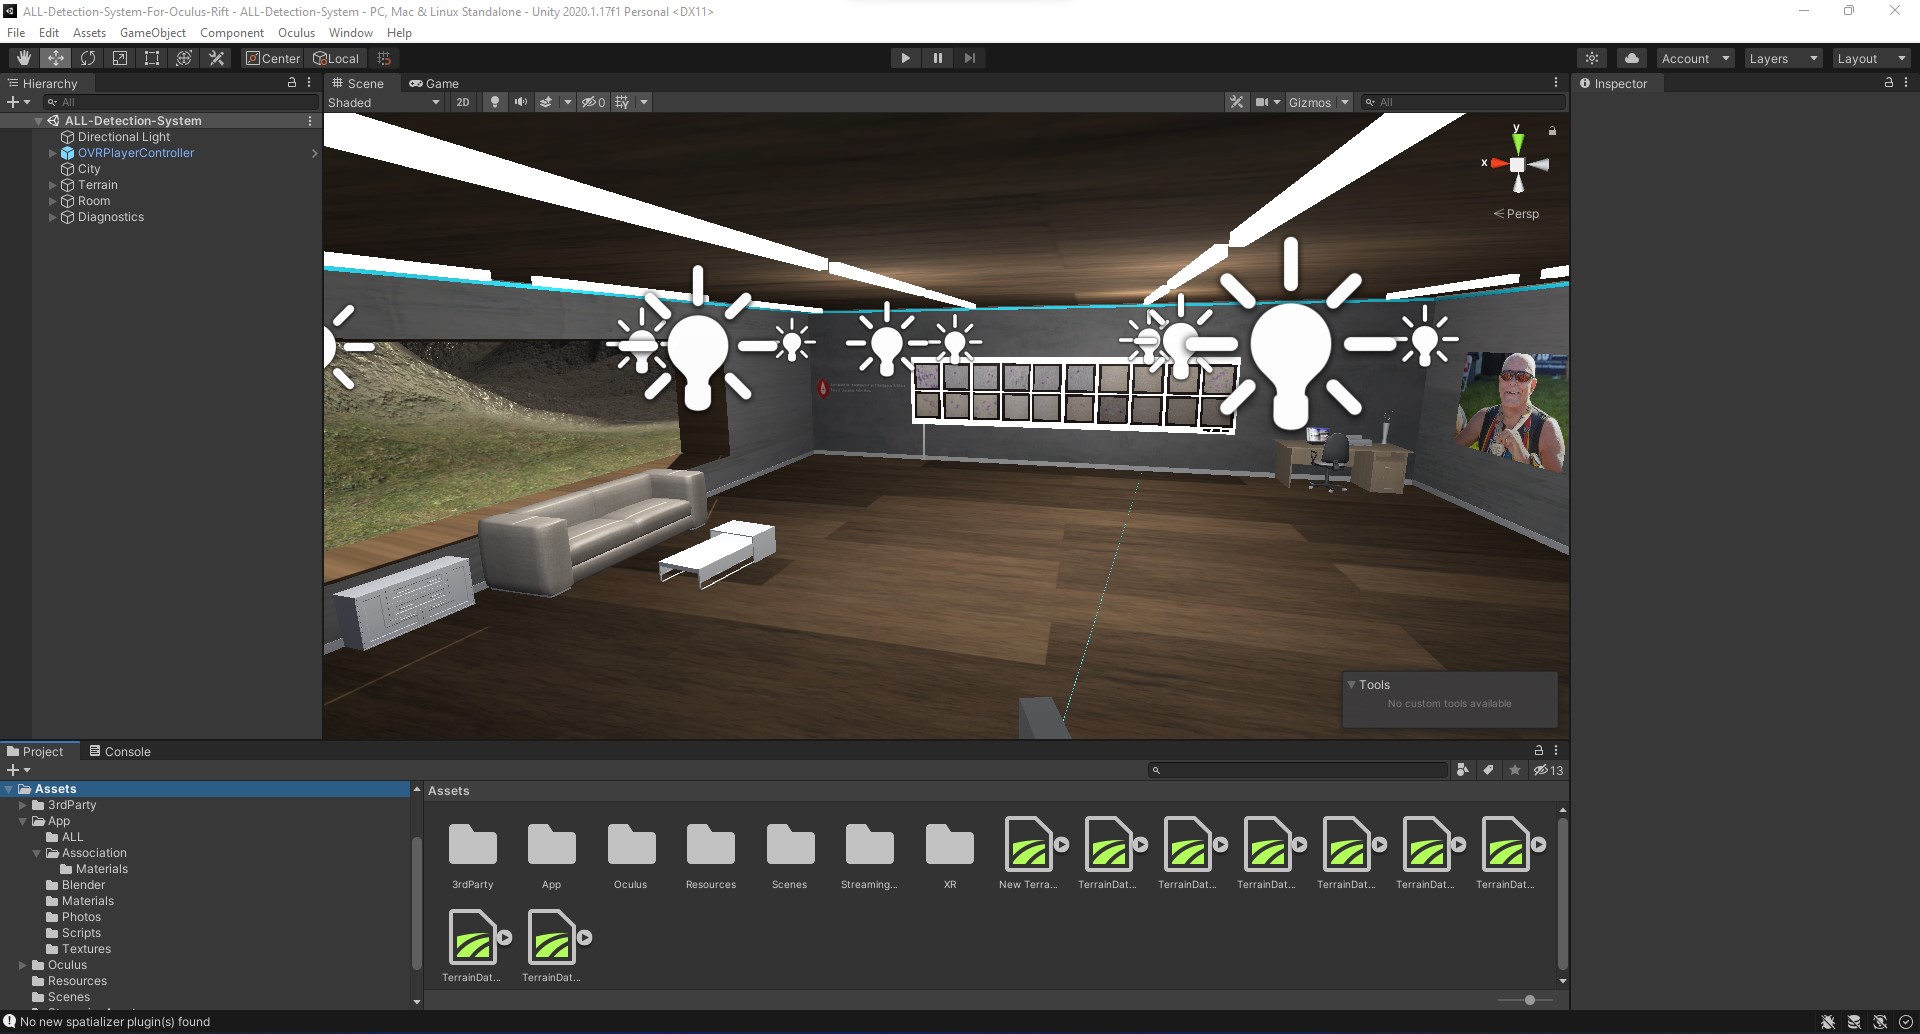 ALL-Detection-System-For-Oculus-Rift - ALL-Detection-System - PC, Mac & Linux Standalone - Unity 2020.1.17f1 Personal <DX11>
File Edit Assets GameObject Component Oculus Window Help
Center Local Account Layers Layout
Hierarchy
All
ALL-Detection-System
Directional Light
OVRPlayerController
City
Terrain
Room
Diagnostics
Scene Game
Shaded 2D 0 Gizmos All
y
x
Persp
Tools
No custom tools available
Inspector
Project Console
13
Assets
3rdParty
App
ALL
Association
Materials
Blender
Materials
Photos
Scripts
Textures
Oculus
Resources
Scenes
Assets
3rdParty App Oculus Resources Scenes Streaming... XR New Terra... TerrainDat... TerrainDat... TerrainDat... TerrainDat... TerrainDat... TerrainDat...
TerrainDat... TerrainDat...
No new spatializer plugin(s) found